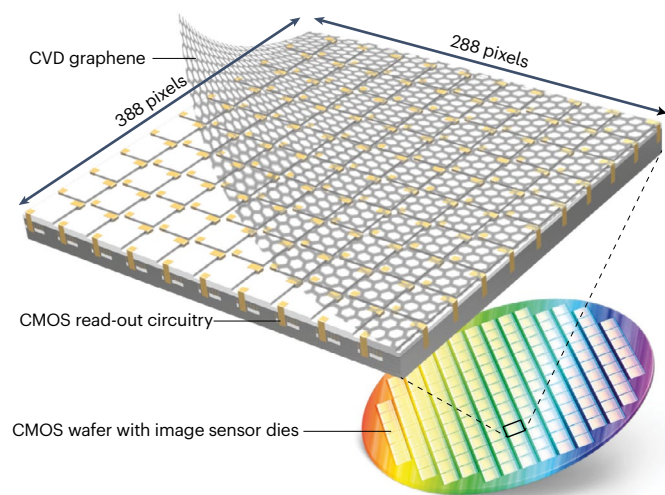 CVD graphene
388 pixels
288 pixels
CMOS read-out circuitry
CMOS wafer with image sensor dies